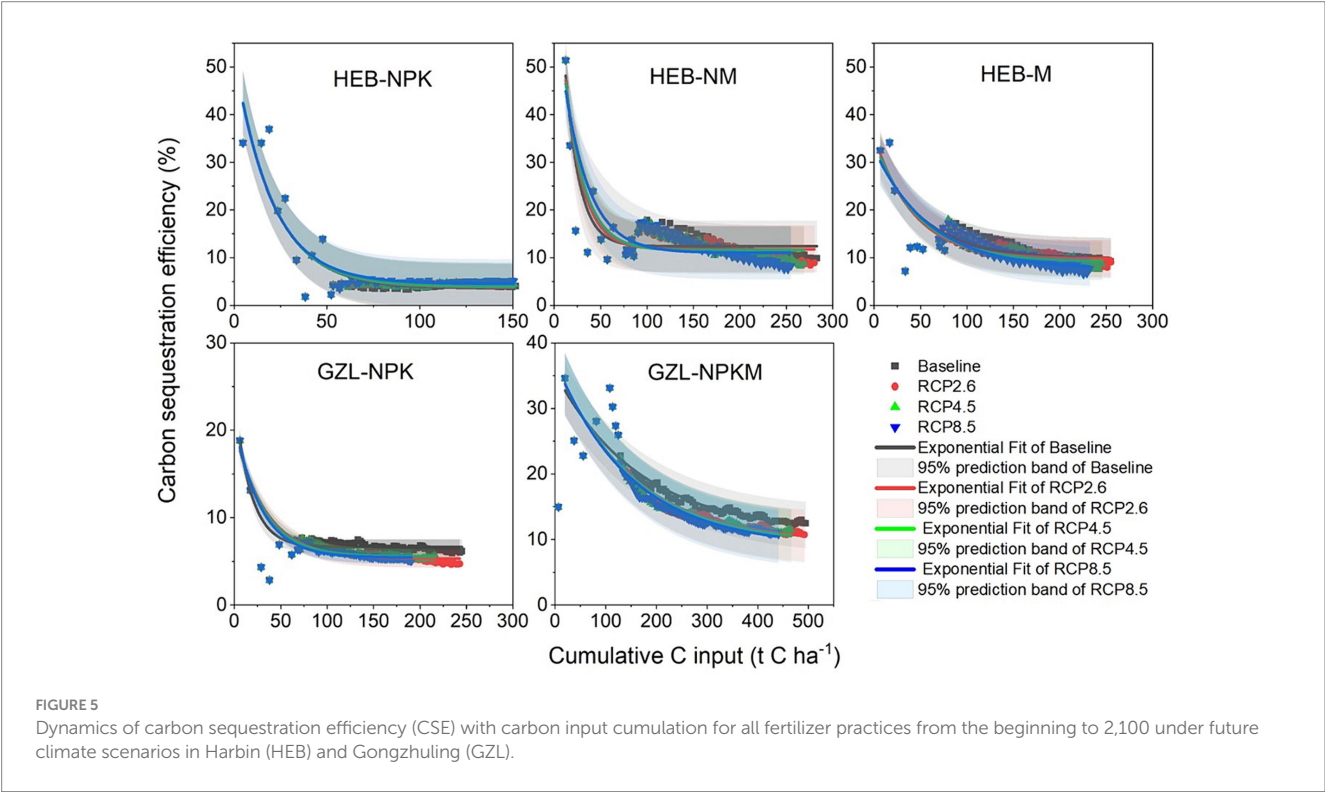 Carbon sequestration efficiency (%)
HEB-NPK
50
40
30
20
10
0
0 50 100 150
HEB-NM
50
40
30
20
10
0
0 50 100 150 200 250 300
HEB-M
50
40
30
20
10
0
0 50 100 150 200 250 300
GZL-NPK
30
20
10
0
0 50 100 150 200 250 300
GZL-NPKM
40
30
20
10
0
0 100 200 300 400 500
Baseline
RCP2.6
RCP4.5
RCP8.5
Exponential Fit of Baseline
95% prediction band of Baseline
Exponential Fit of RCP2.6
95% prediction band of RCP2.6
Exponential Fit of RCP4.5
95% prediction band of RCP4.5
Exponential Fit of RCP8.5
95% prediction band of RCP8.5
Cumulative C input (t C ha⁻¹)
FIGURE 5
Dynamics of carbon sequestration efficiency (CSE) with carbon input cumulation for all fertilizer practices from the beginning to 2,100 under future
climate scenarios in Harbin (HEB) and Gongzhuling (GZL).